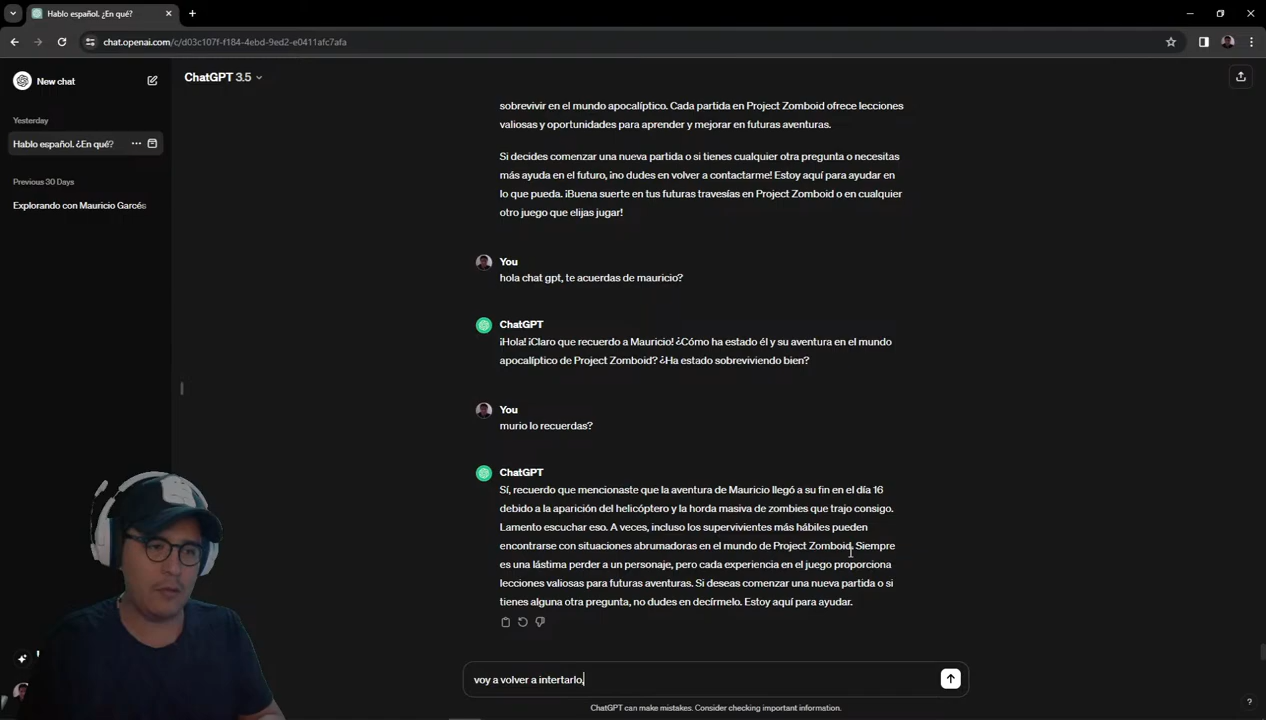 Hablo español. ¿En qué?
chat.openai.com/c/d03c107f-f184-4ebd-9ed2-e0411afc7afa
New chat
ChatGPT 3.5
Yesterday
Hablo español. ¿En qué?
Previous 30 Days
Explorando con Mauricio Garcés
sobrevivir en el mundo apocalíptico. Cada partida en Project Zomboid ofrece lecciones
valiosas y oportunidades para aprender y mejorar en futuras aventuras.
Si decides comenzar una nueva partida o si tienes cualquier otra pregunta o necesitas
más ayuda en el futuro, ¡no dudes en volver a contactarme! Estoy aquí para ayudar en
lo que pueda. ¡Buena suerte en tus futuras travesías en Project Zomboid o en cualquier
otro juego que elijas jugar!
You
hola chat gpt, te acuerdas de mauricio?
ChatGPT
¡Hola! ¡Claro que recuerdo a Mauricio! ¿Cómo ha estado él y su aventura en el mundo
apocalíptico de Project Zomboid? ¿Ha estado sobreviviendo bien?
You
murio lo recuerdas?
ChatGPT
Sí, recuerdo que mencionaste que la aventura de Mauricio llegó a su fin en el día 16
debido a la aparición del helicóptero y la horda masiva de zombies que trajo consigo.
Lamento escuchar eso. A veces, incluso los supervivientes más hábiles pueden
encontrarse con situaciones abrumadoras en el mundo de Project Zomboid. Siempre
es una lástima perder a un personaje, pero cada experiencia en el juego proporciona
lecciones valiosas para futuras aventuras. Si deseas comenzar una nueva partida o si
tienes alguna otra pregunta, no dudes en decírmelo. Estoy aquí para ayudar.
voy a volver a intertarlo,
ChatGPT can make mistakes. Consider checking important information.
?